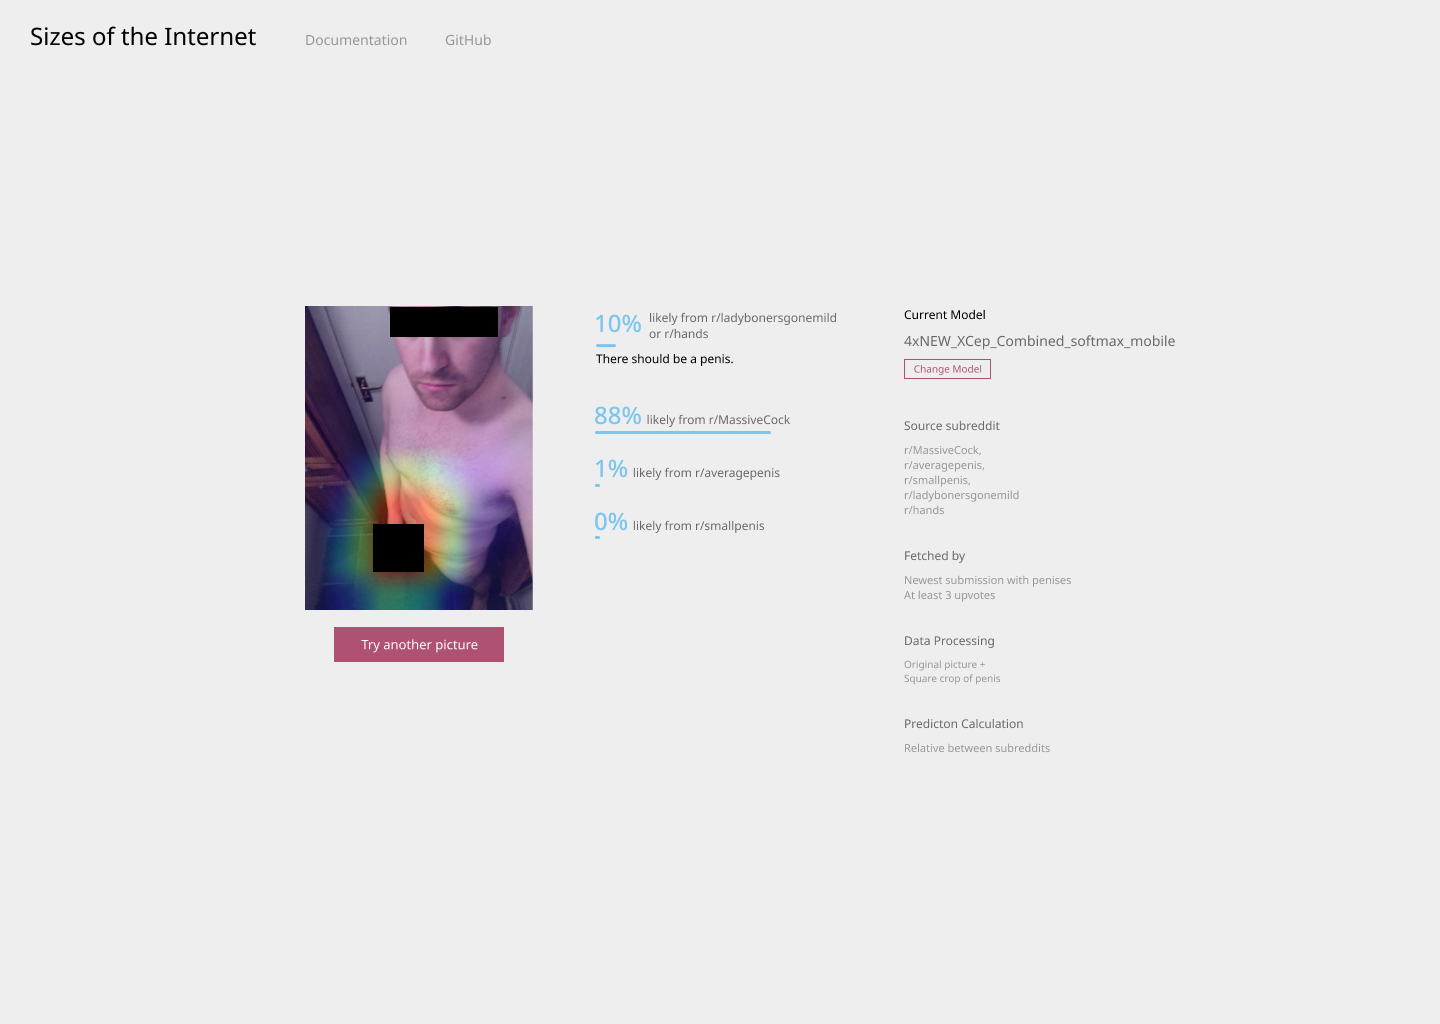 Sizes of the Internet
Documentation
GitHub
10% likely from r/ladybonersgonemild
or r/hands
There should be a penis.
88% likely from r/MassiveCock
1% likely from r/averagepenis
0% likely from r/smallpenis
Try another picture
Current Model
4xNEW_XCep_Combined_softmax_mobile
Change Model
Source subreddit
r/MassiveCock,
r/averagepenis,
r/smallpenis,
r/ladybonersgonemild
r/hands
Fetched by
Newest submission with penises
At least 3 upvotes
Data Processing
Original picture +
Square crop of penis
Predicton Calculation
Relative between subreddits